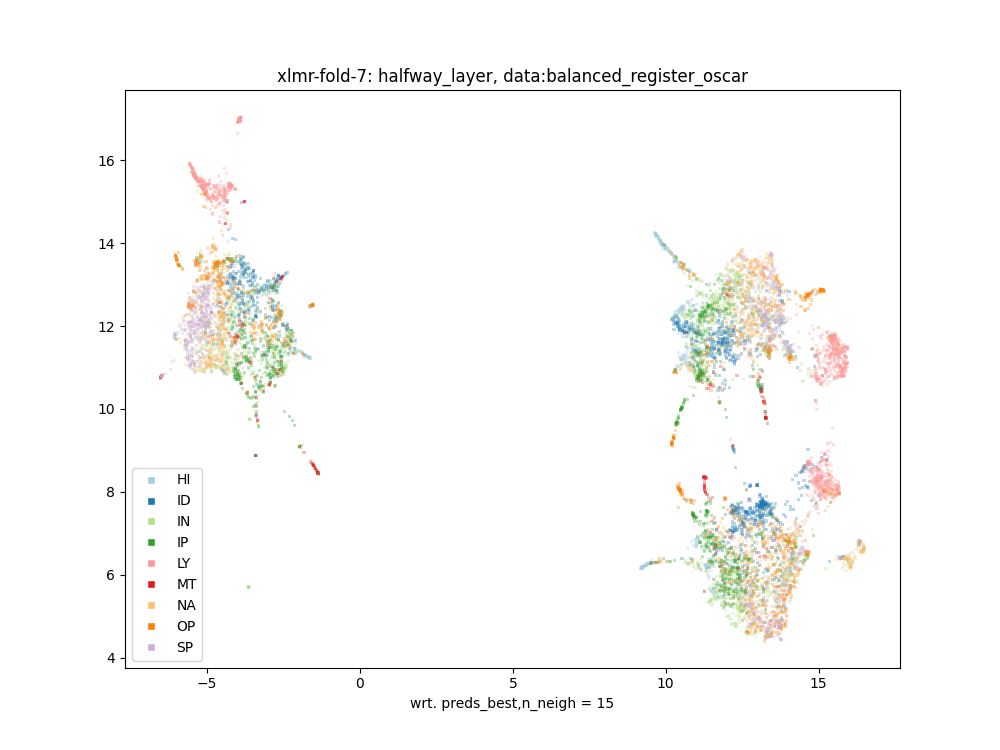 xlmr-fold-7: halfway_layer, data:balanced_register_oscar
16
14
12
10
8
6
4
HI
ID
IN
IP
LY
MT
NA
OP
SP
−5
0
5
10
15
wrt. preds_best,n_neigh = 15